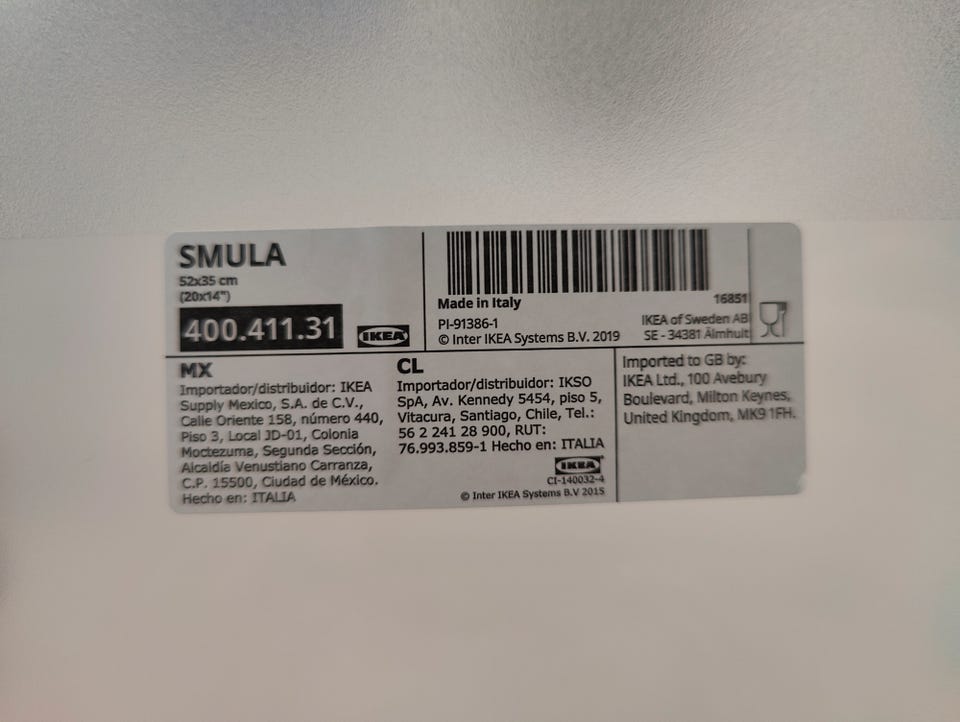 SMULA
52x35 cm
(20x14")
400.411.31
IKEA
Made in Italy
PI-91386-1
© Inter IKEA Systems B.V. 2019
16851
IKEA of Sweden AB
SE - 34381 Älmhult
MX
Importador/distribuidor: IKEA
Supply Mexico, S.A. de C.V.,
Calle Oriente 158, número 440,
Piso 3, Local JD-01, Colonia
Moctezuma, Segunda Sección,
Alcaldía Venustiano Carranza,
C.P. 15500, Ciudad de México.
Hecho en: ITALIA
CL
Importador/distribuidor: IKSO
SpA, Av. Kennedy 5454, piso 5,
Vitacura, Santiago, Chile, Tel.:
56 2 241 28 900, RUT:
76.993.859-1 Hecho en: ITALIA
IKEA
CI-140032-4
© Inter IKEA Systems B.V 2015
Imported to GB by:
IKEA Ltd., 100 Avebury
Boulevard, Milton Keynes,
United Kingdom, MK9 1FH.